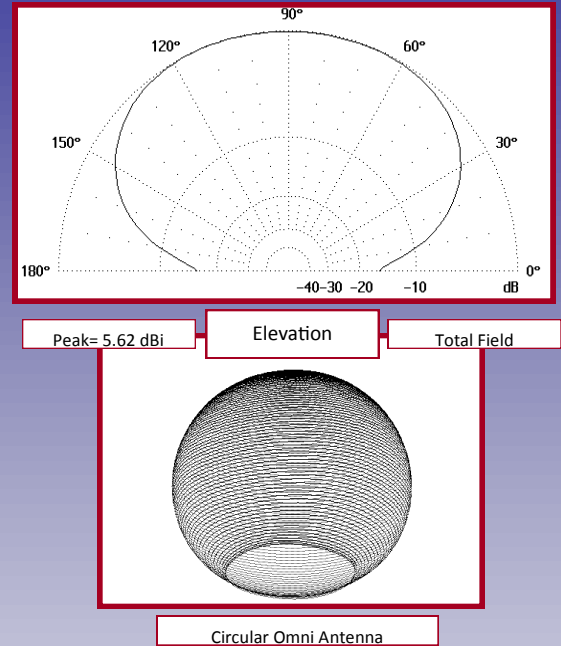 90°
120° 60°
150° 30°
180° 0°
-40-30 -20 -10 dB
Peak= 5.62 dBi Elevation Total Field
Circular Omni Antenna